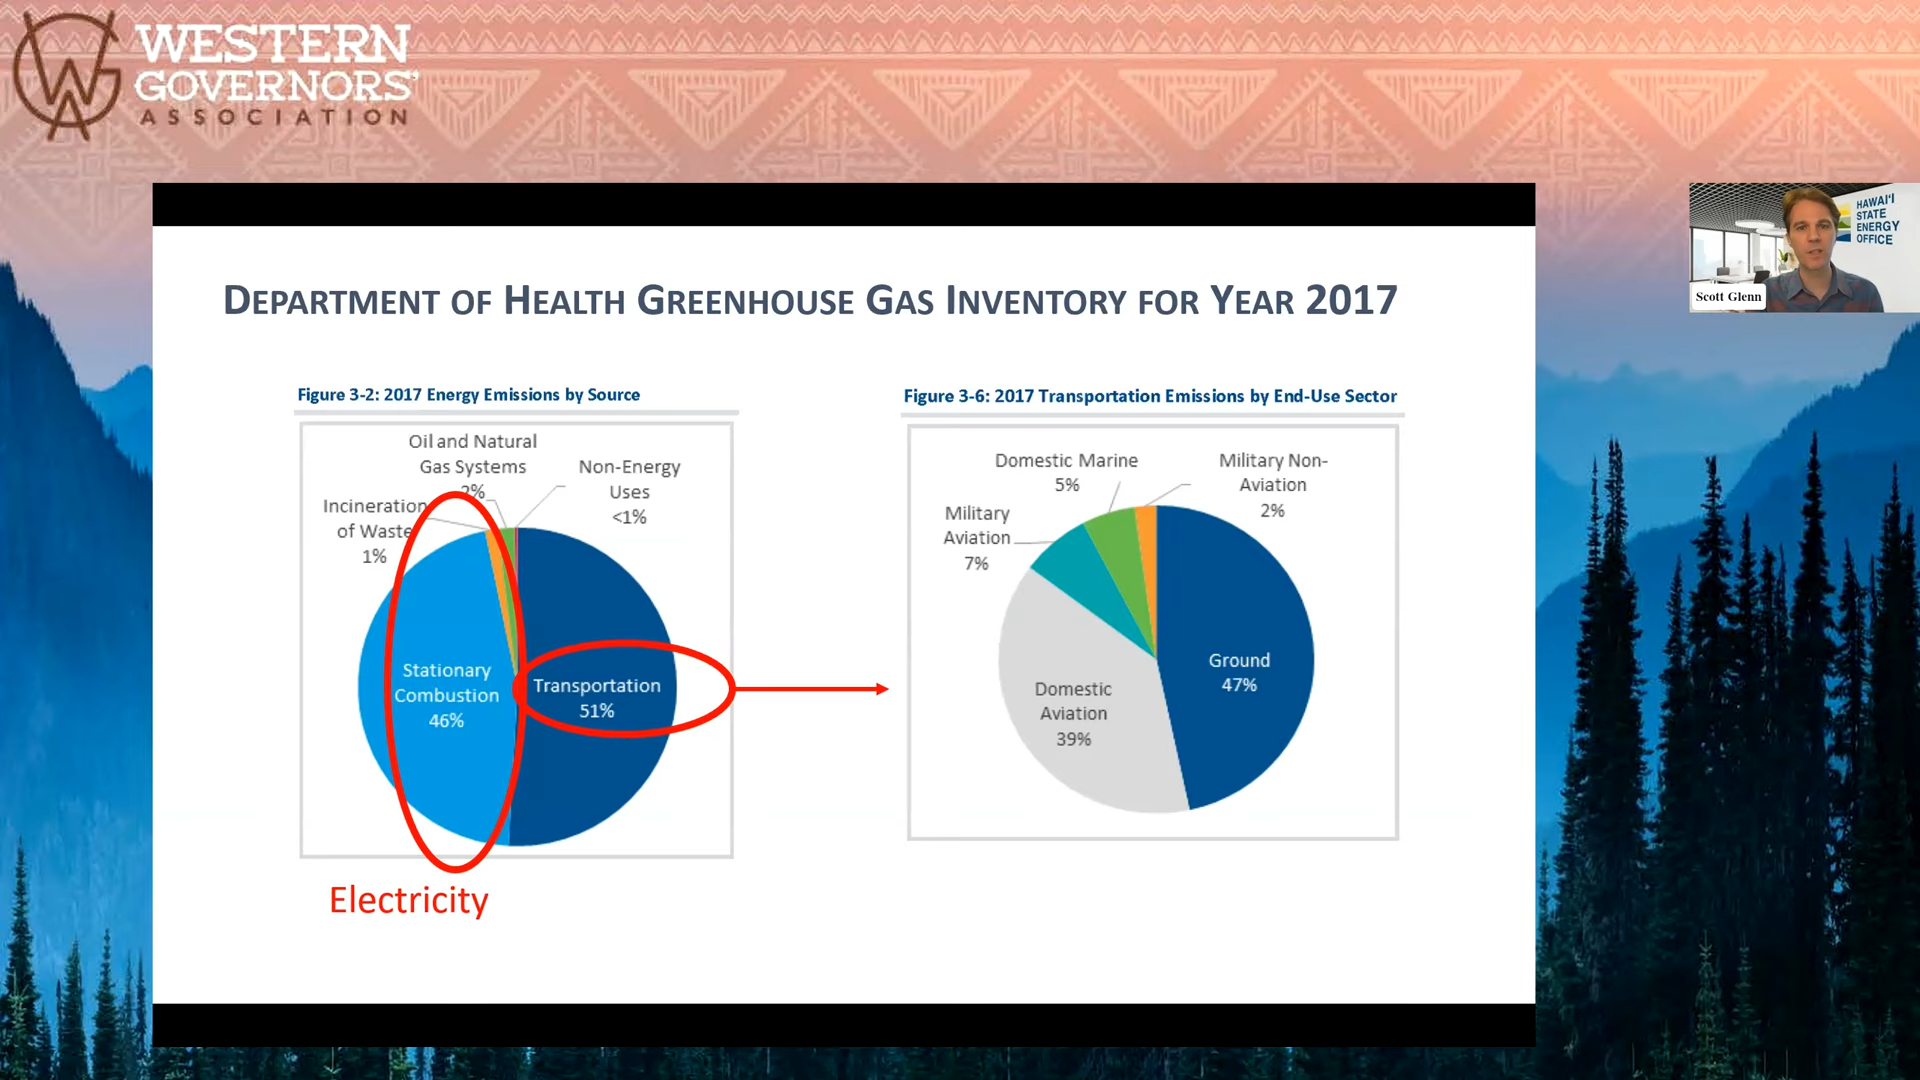 WESTERN
GOVERNORS'
ASSOCIATION
HAWAI'I
STATE
ENERGY
OFFICE
Scott Glenn
DEPARTMENT OF HEALTH GREENHOUSE GAS INVENTORY FOR YEAR 2017
Figure 3-2: 2017 Energy Emissions by Source
Oil and Natural
Gas Systems
2%
Non-Energy
Uses
<1%
Incineration
of Waste
1%
Stationary
Combustion
46%
Transportation
51%
Electricity
Figure 3-6: 2017 Transportation Emissions by End-Use Sector
Domestic Marine
5%
Military Non-
Aviation
2%
Military
Aviation
7%
Ground
47%
Domestic
Aviation
39%